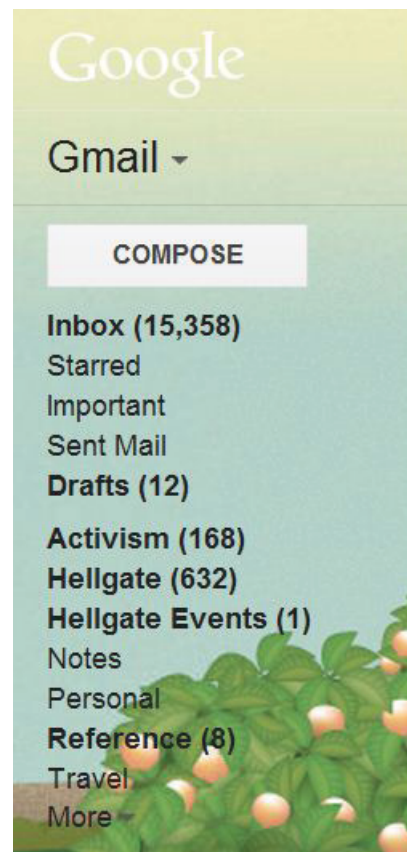 Google
Gmail
COMPOSE
Inbox (15,358)
Starred
Important
Sent Mail
Drafts (12)
Activism (168)
Hellgate (632)
Hellgate Events (1)
Notes
Personal
Reference (8)
Travel
More